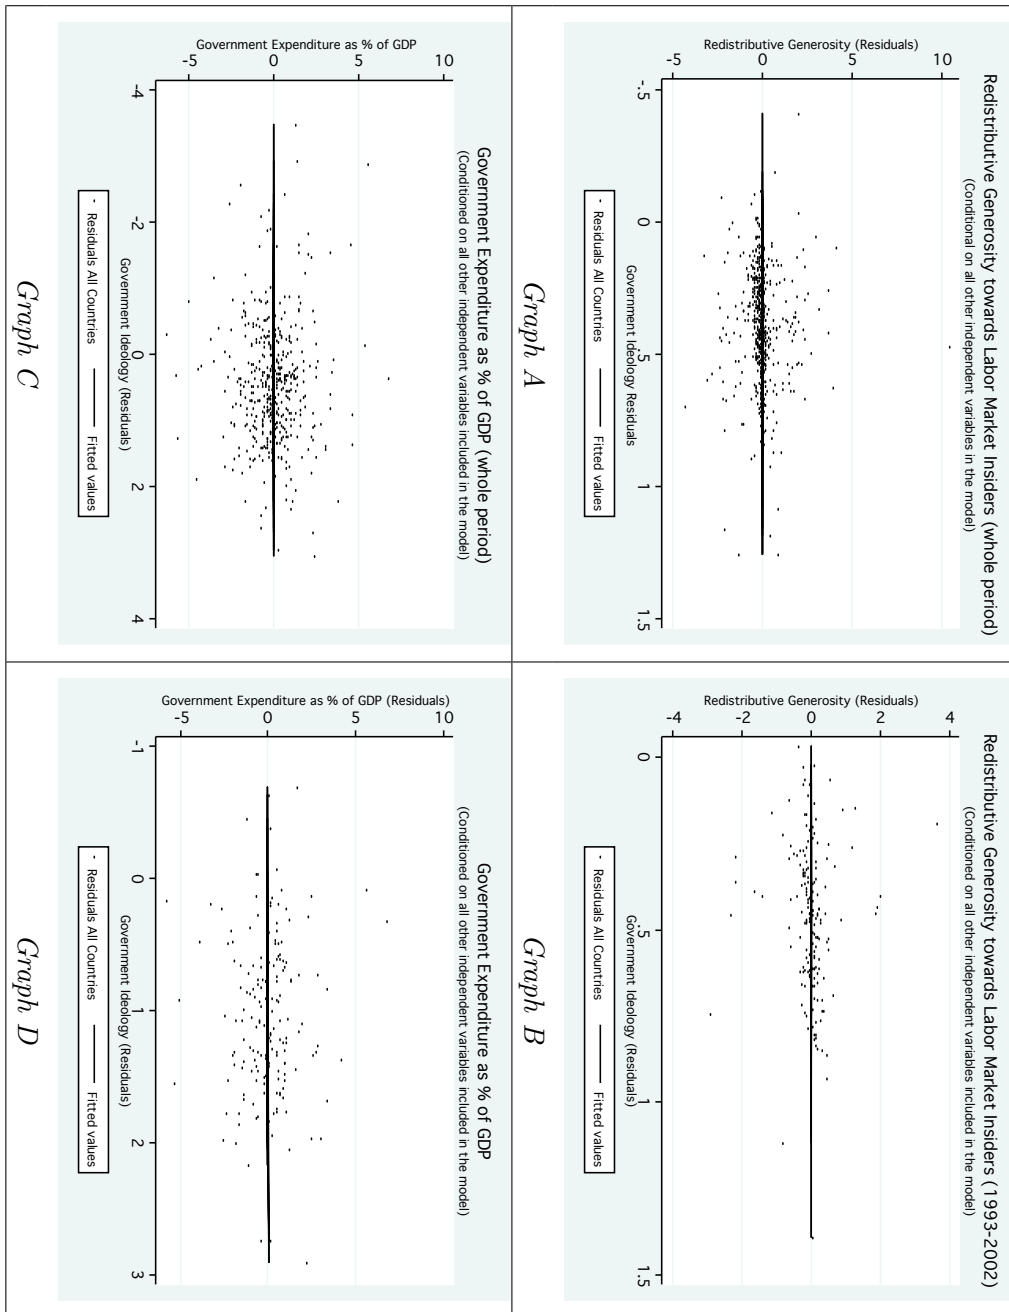 Redistributive Generosity towards Labor Market Insiders (whole period)
(Conditional on all other independent variables in the model)
Redistributive Generosity (Residuals)
10
5
0
-5
-.5
0
.5
1
1.5
Government Ideology Residuals
Residuals All Countries
Fitted values
Graph A
Redistributive Generosity towards Labor Market Insiders (1993-2002)
(Conditioned on all other independent variables included in the model)
Redistributive Generosity (Residuals)
4
2
0
-2
-4
0
.5
1
1.5
Government Ideology (Residuals)
Residuals All Countries
Fitted values
Graph B
Government Expenditure as % of GDP (whole period)
(Conditioned on all other independent variables included in the model)
Government Expenditure as % of GDP
10
5
0
-5
-4
-2
0
2
4
Government Ideology (Residuals)
Residuals All Countries
Fitted values
Graph C
Government Expenditure as % of GDP
(Conditioned on all other independent variables included in the model)
Government Expenditure as % of GDP (Residuals)
10
5
0
-5
-1
0
1
2
3
Government Ideology (Residuals)
Residuals All Countries
Fitted values
Graph D